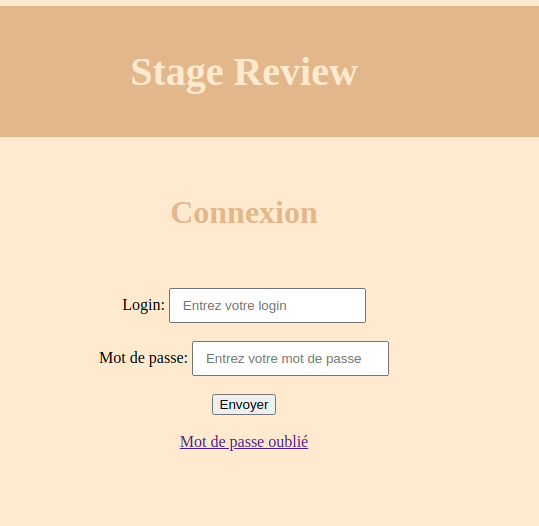 Stage Review
Connexion
Login: Entrez votre login
Mot de passe: Entrez votre mot de passe
Envoyer
Mot de passe oublié